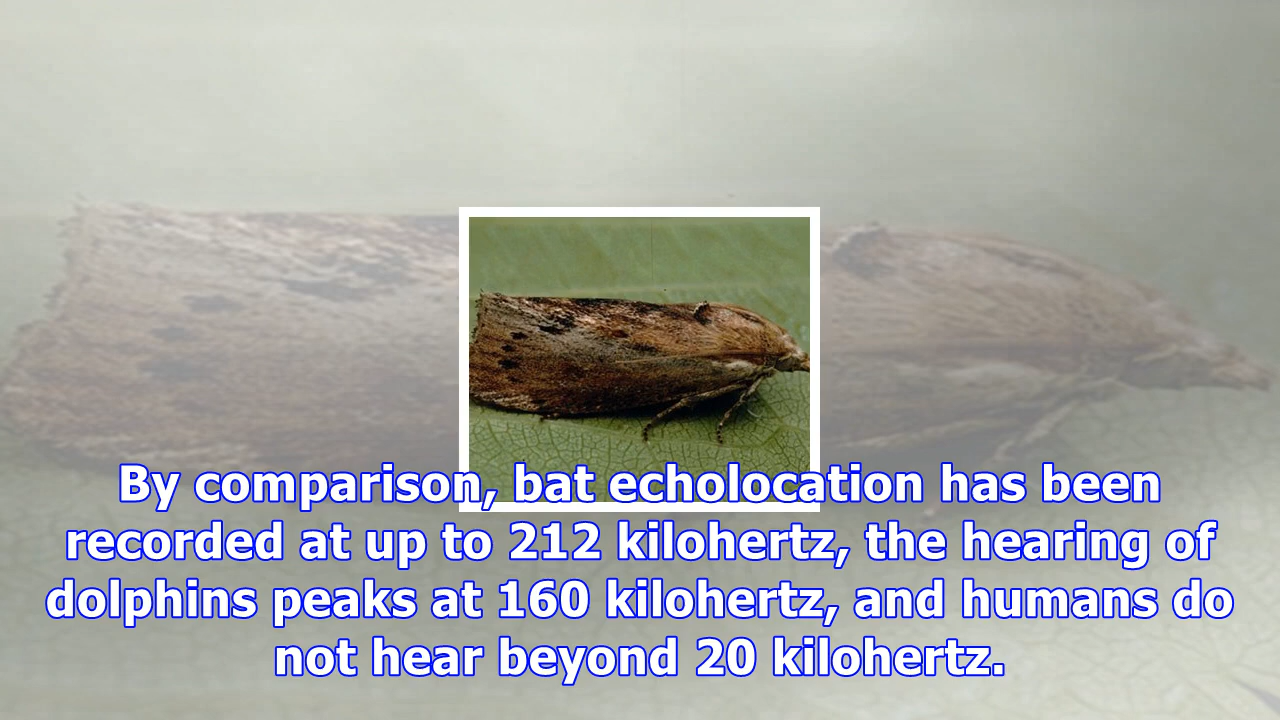 By comparison, bat echolocation has been
recorded at up to 212 kilohertz, the hearing of
dolphins peaks at 160 kilohertz, and humans do
not hear beyond 20 kilohertz.